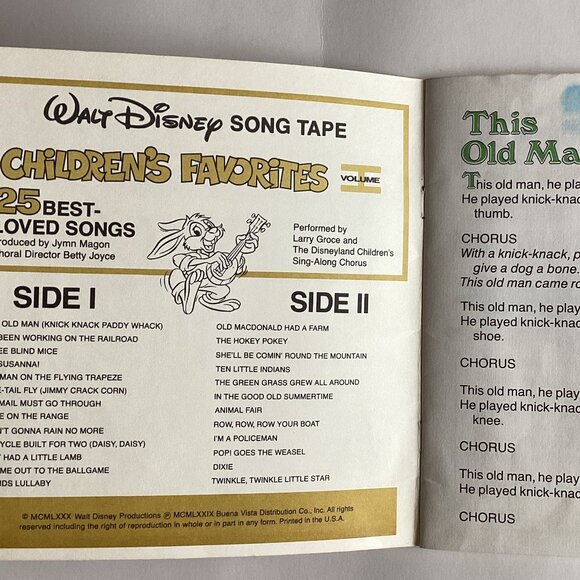 WALT DISNEY SONG TAPE
CHILDREN'S FAVORITES
VOLUME I
25 BEST-
LOVED SONGS
roduced by Jymn Magon
horal Director Betty Joyce
Performed by
Larry Groce and
The Disneyland Children's
Sing-Along Chorus
SIDE I
OLD MAN (KNICK KNACK PADDY WHACK)
BEEN WORKING ON THE RAILROAD
EE BLIND MICE
SUSANNA!
MAN ON THE FLYING TRAPEZE
E-TAIL FLY (JIMMY CRACK CORN)
MAIL MUST GO THROUGH
E ON THE RANGE
N'T GONNA RAIN NO MORE
YCLE BUILT FOR TWO (DAISY, DAISY)
Y HAD A LITTLE LAMB
ME OUT TO THE BALLGAME
NDS LULLABY
SIDE II
OLD MACDONALD HAD A FARM
THE HOKEY POKEY
SHE'LL BE COMIN' ROUND THE MOUNTAIN
TEN LITTLE INDIANS
THE GREEN GRASS GREW ALL AROUND
IN THE GOOD OLD SUMMERTIME
ANIMAL FAIR
ROW, ROW, ROW YOUR BOAT
I'M A POLICEMAN
POP! GOES THE WEASEL
DIXIE
TWINKLE, TWINKLE LITTLE STAR
© MCMLXXX Walt Disney Productions ℗ MCMLXXIX Buena Vista Distribution Co., Inc. All rights
reserved including the right of reproduction in whole or in part in any form. Printed in the U.S.A.
This
Old Ma
This old man, he play
He played knick-knac
thumb.
CHORUS
With a knick-knack, p
give a dog a bone.
This old man came ro
This old man, he play
He played knick-knac
shoe.
CHORUS
This old man, he play
He played knick-knac
knee.
CHORUS
This old man, he play
He played knick-knac
CHORUS